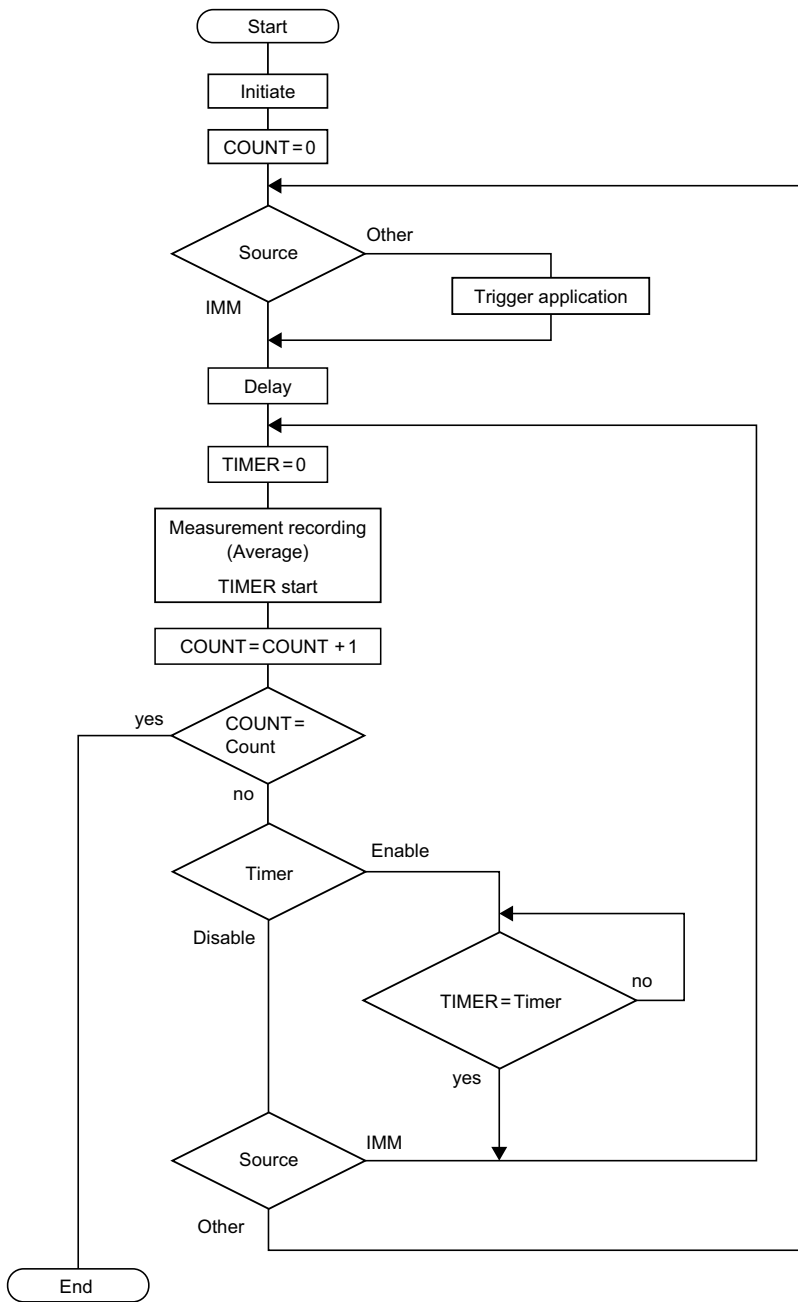 Start
Initiate
COUNT=0
Source
Other
IMM
Trigger application
Delay
TIMER=0
Measurement recording
(Average)
TIMER start
COUNT=COUNT +1
yes
COUNT=
Count
no
Timer
Enable
Disable
TIMER=Timer
no
yes
Source
IMM
Other
End